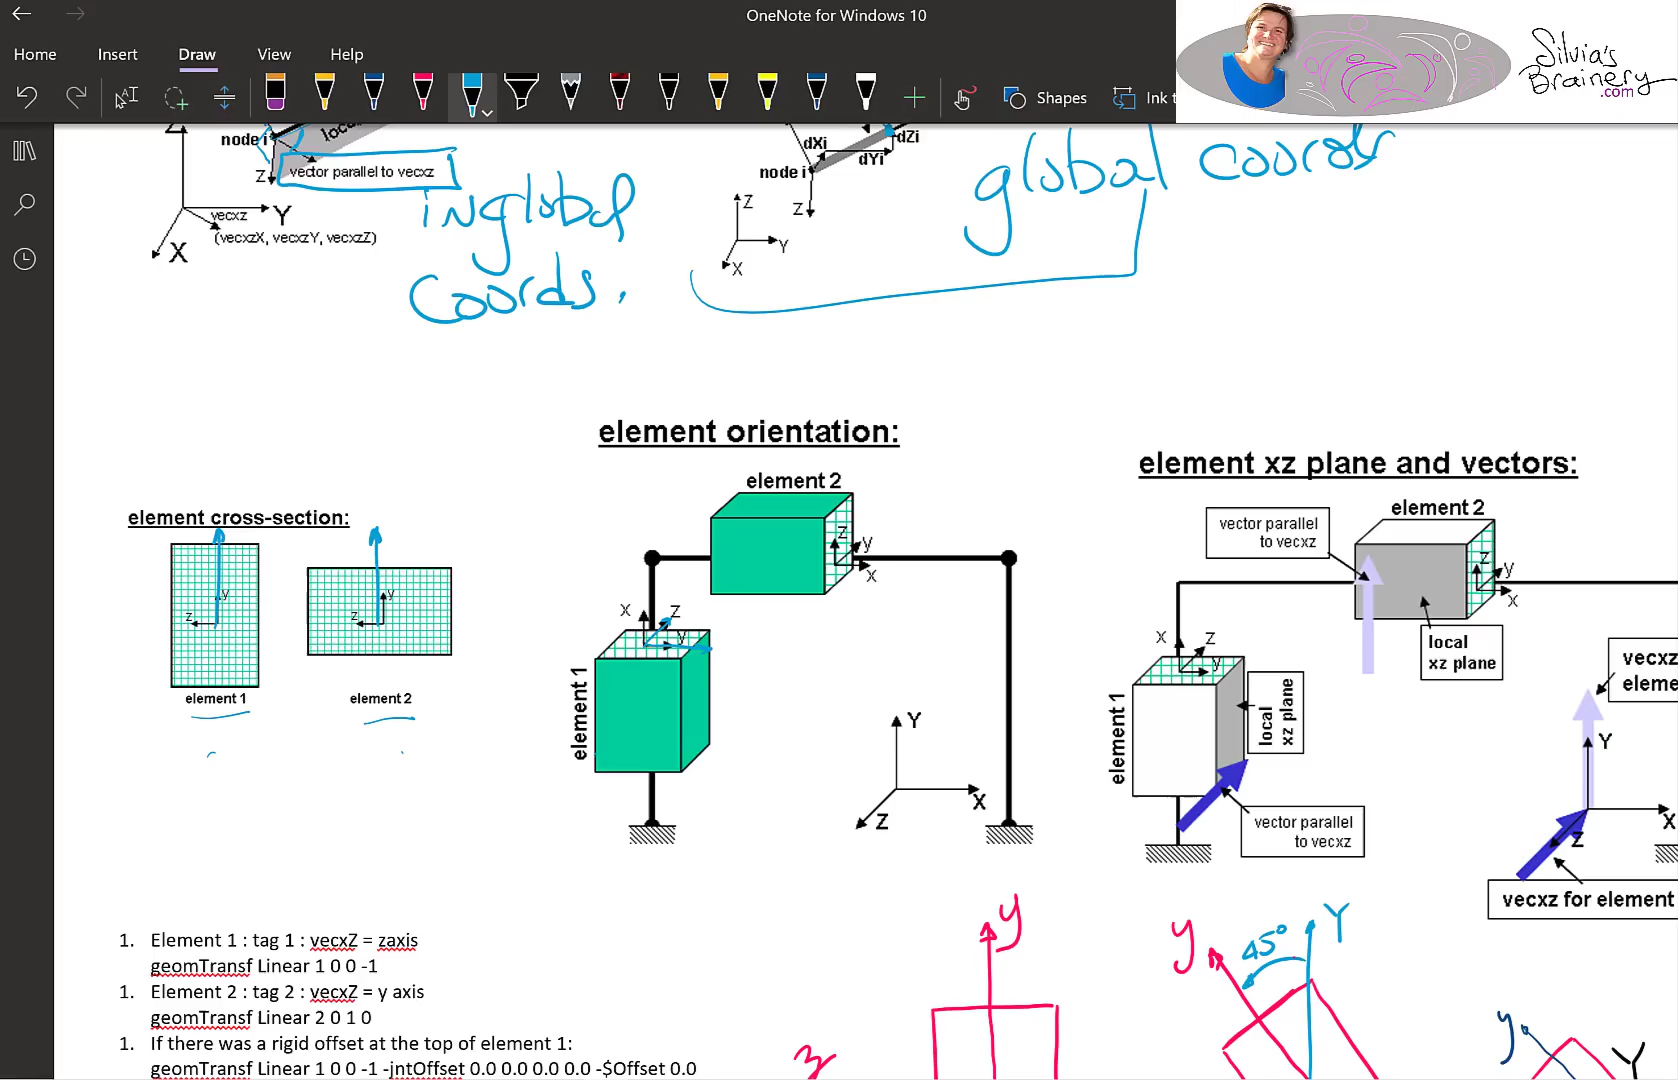 OneNote for Windows 10
Silvia's
Brainery
.com
Home Insert Draw View Help
Shapes Ink t
node i
Z
vector parallel to vecxz
vecxz Y
(vecxzX, vecxzY, vecxzZ)
X
in global
coords.
dXi dZi
dYi
node i
Z
Z
Y
X
global coords
element orientation:
element xz plane and vectors:
element cross-section:
y
z
element 1
y
z
element 2
element 2
z y
x
x z
y
element 1
Y
X
Z
element 2
vector parallel
to vecxz
z y
x
local
xz plane
x z
y
element 1
local
xz plane
vector parallel
to vecxz
vecxz
eleme
Y
X
Z
vecxz for element
1. Element 1 : tag 1 : vecxZ = zaxis
geomTransf Linear 1 0 0 -1
1. Element 2 : tag 2 : vecxZ = y axis
geomTransf Linear 2 0 1 0
1. If there was a rigid offset at the top of element 1:
geomTransf Linear 1 0 0 -1 -jntOffset 0.0 0.0 0.0 0.0 -$Offset 0.0
y
z
y 45° Y
y Y